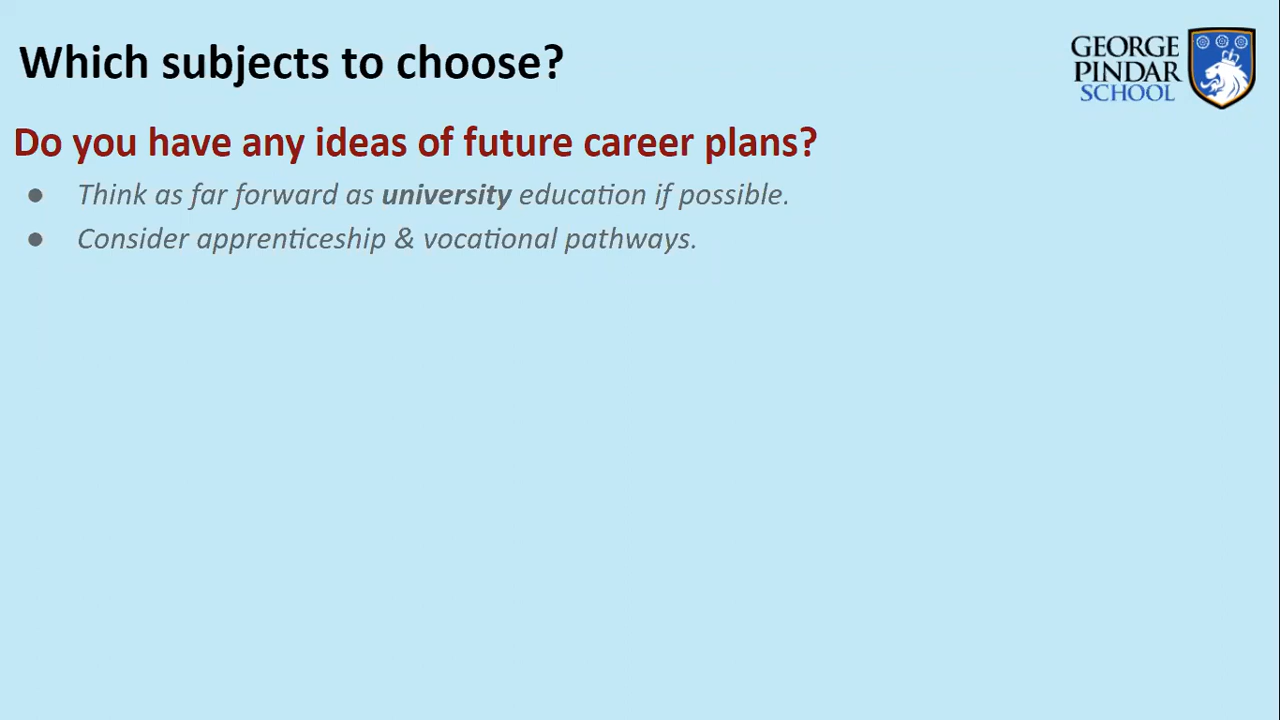 Which subjects to choose?
GEORGE
PINDAR
SCHOOL
Do you have any ideas of future career plans?
● Think as far forward as university education if possible.
● Consider apprenticeship & vocational pathways.